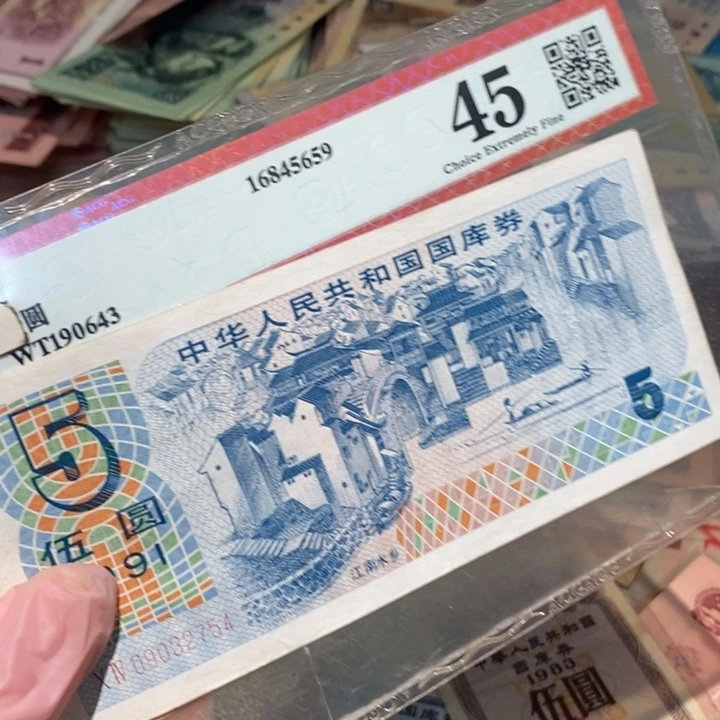 45
Choice Extremely Fine
16845659
圆
WT190643
中华人民共和国国库券
5
伍 圆
91
5
江南水乡
09032754
中华人民共和国
国库券
1983
伍圆